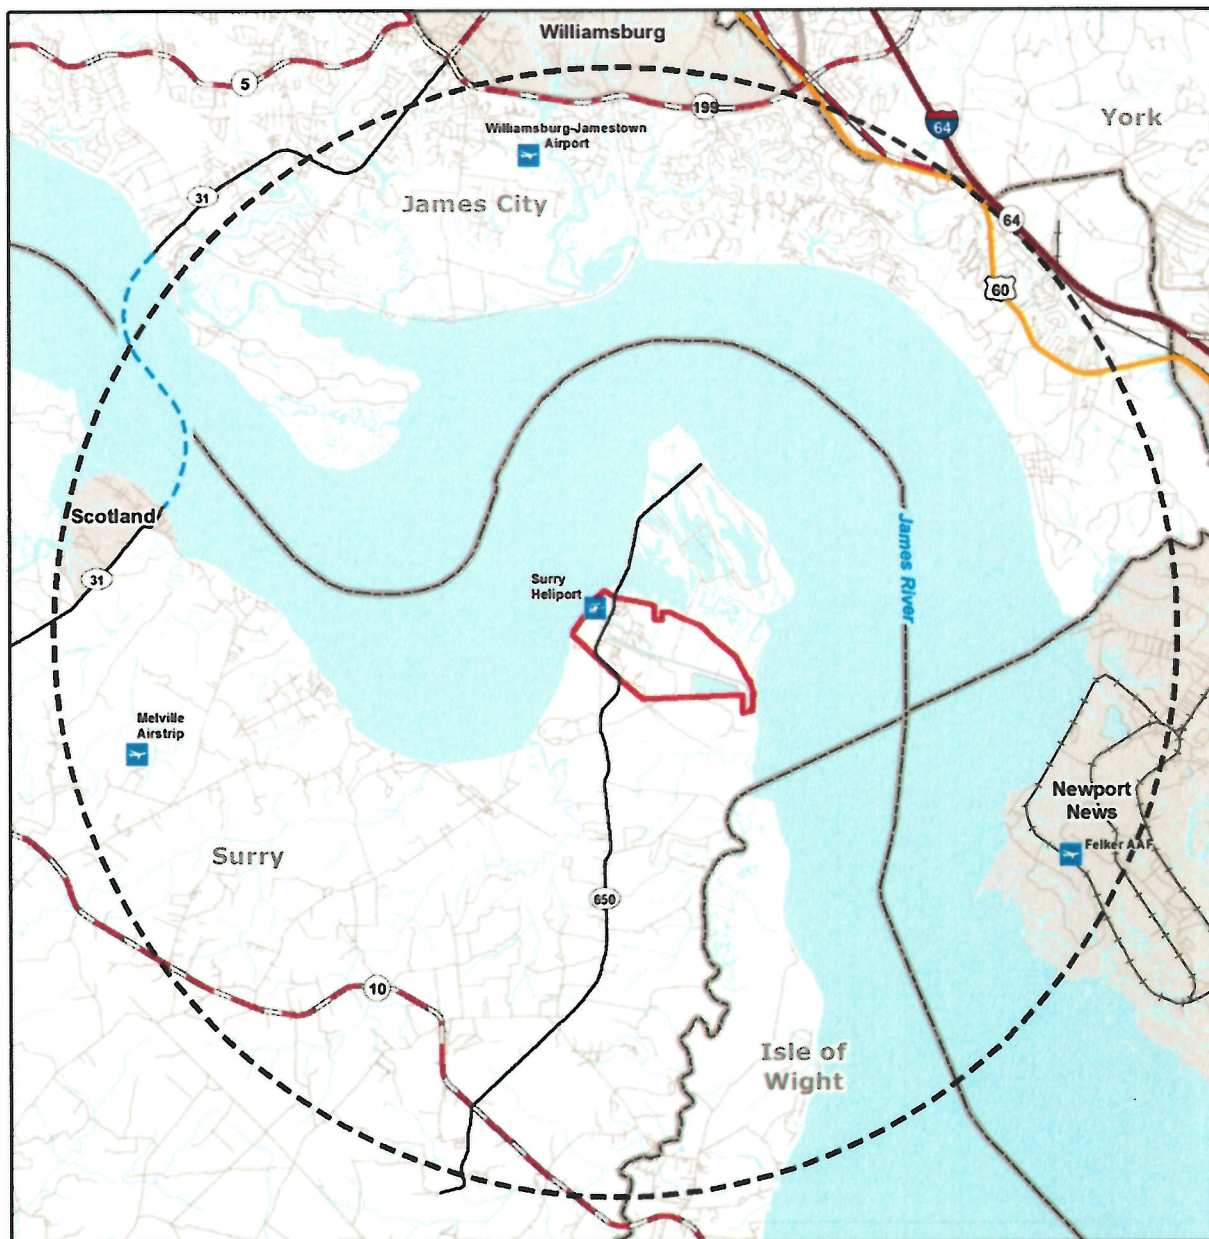 Williamsburg
5
199
64
York
Williamsburg-Jamestown
Airport
31
James City
64
60
Scotland
James River
31
Surry
Heliport
Melville
Airstrip
Newport
News
Felker AAF
Surry
650
10
Isle of
Wight